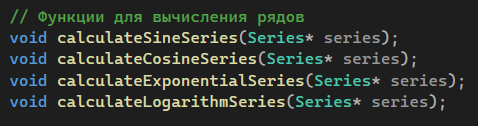 // Функции для вычисления рядов
void calculateSineSeries(Series* series);
void calculateCosineSeries(Series* series);
void calculateExponentialSeries(Series* series);
void calculateLogarithmSeries(Series* series);